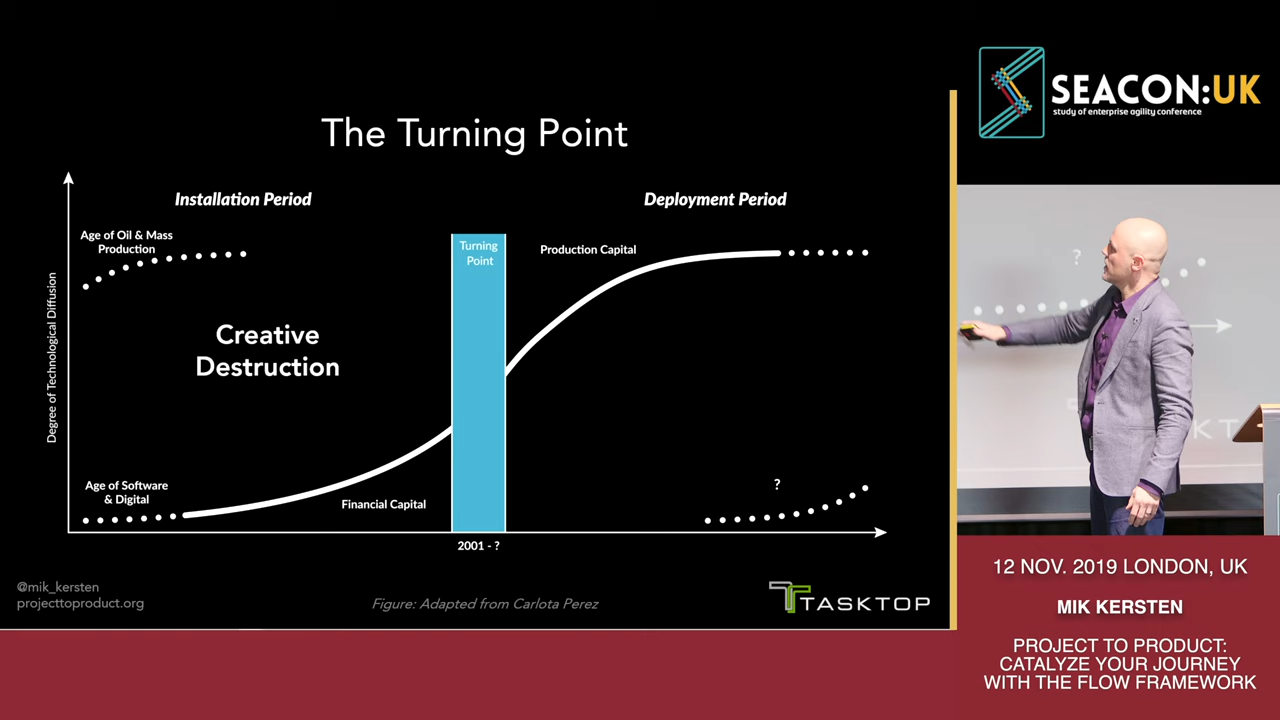 The Turning Point
Installation Period
Deployment Period
Age of Oil & Mass
Production
Turning
Point
Production Capital
Degree of Technological Diffusion
Creative
Destruction
Age of Software
& Digital
Financial Capital
?
2001 - ?
@mik_kersten
projecttoproduct.org
Figure: Adapted from Carlota Perez
TASKTOP
SEACON:UK
study of enterprise agility conference
?
KT
12 NOV. 2019 LONDON, UK
MIK KERSTEN
PROJECT TO PRODUCT:
CATALYZE YOUR JOURNEY
WITH THE FLOW FRAMEWORK